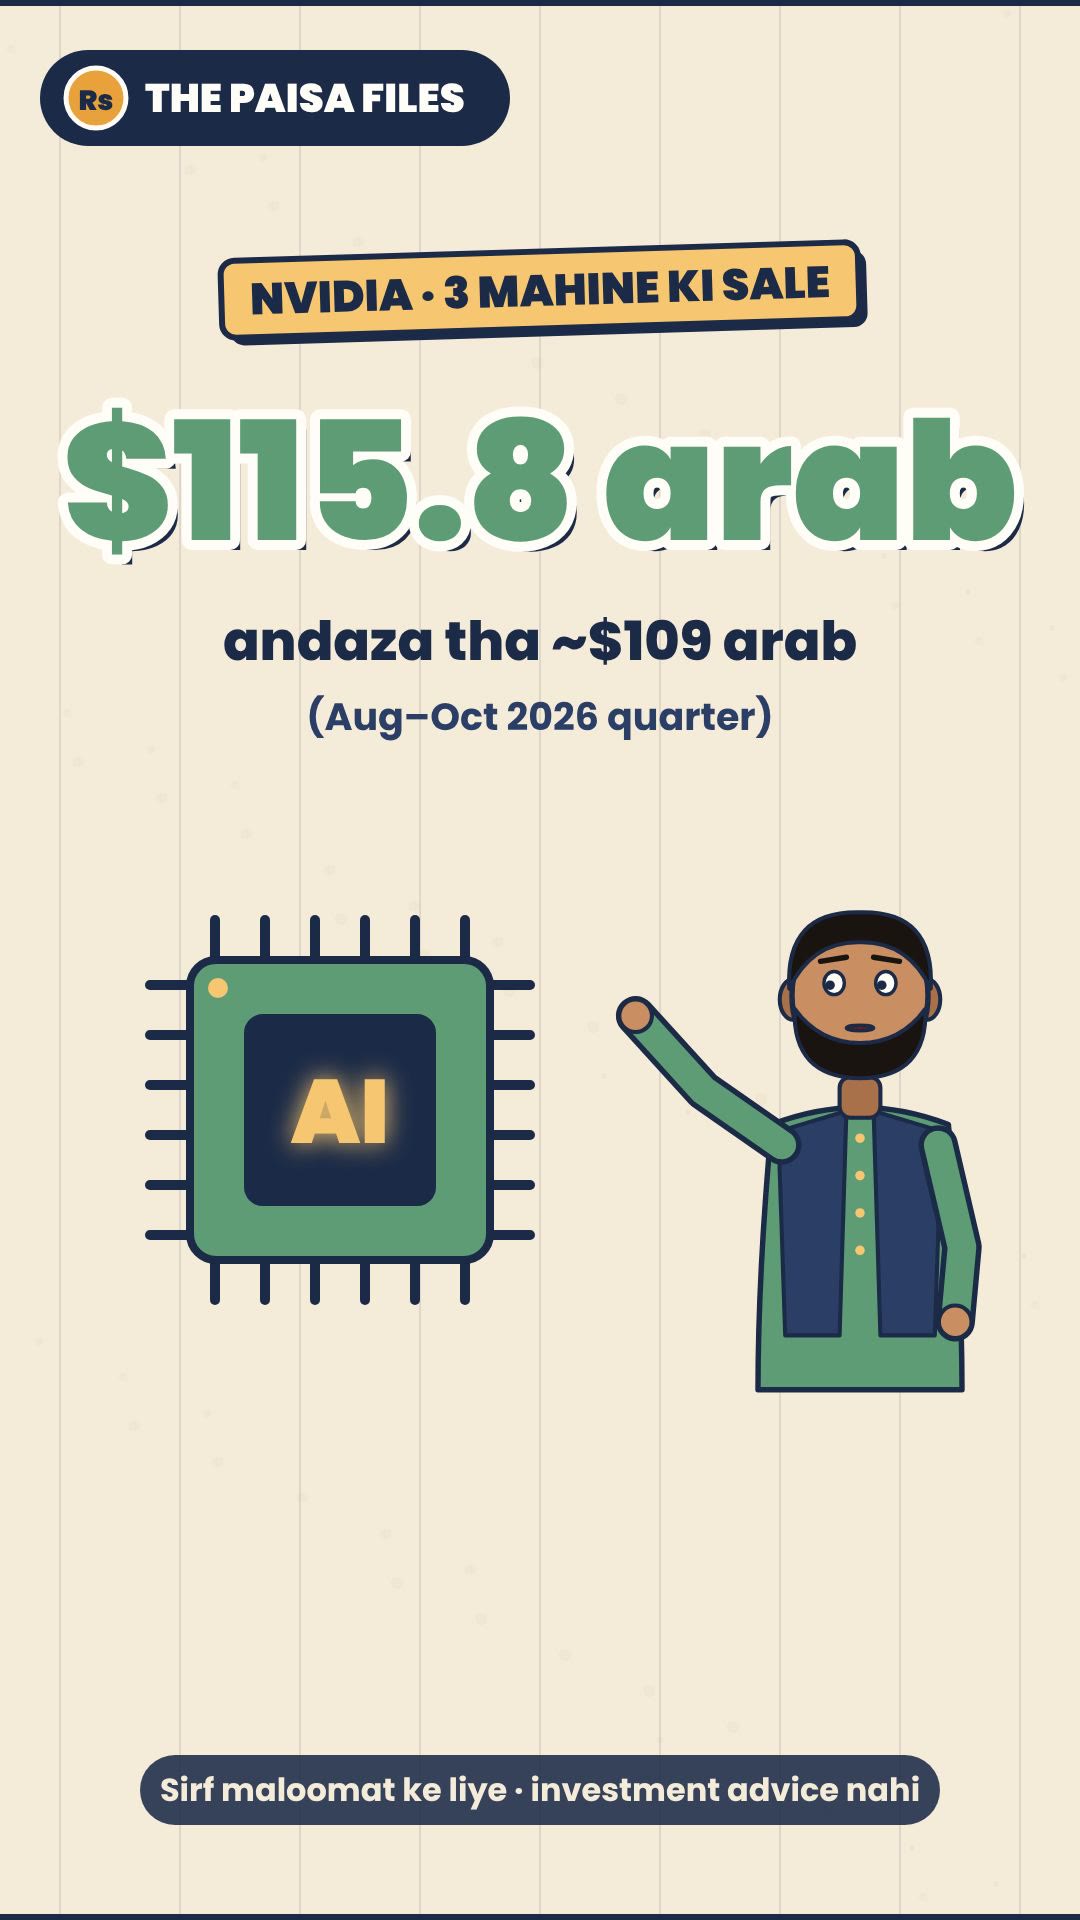 Rs THE PAISA FILES
NVIDIA · 3 MAHINE KI SALE
$115.8 arab
andaza tha ~$109 arab
(Aug–Oct 2026 quarter)
AI
Sirf maloomat ke liye · investment advice nahi